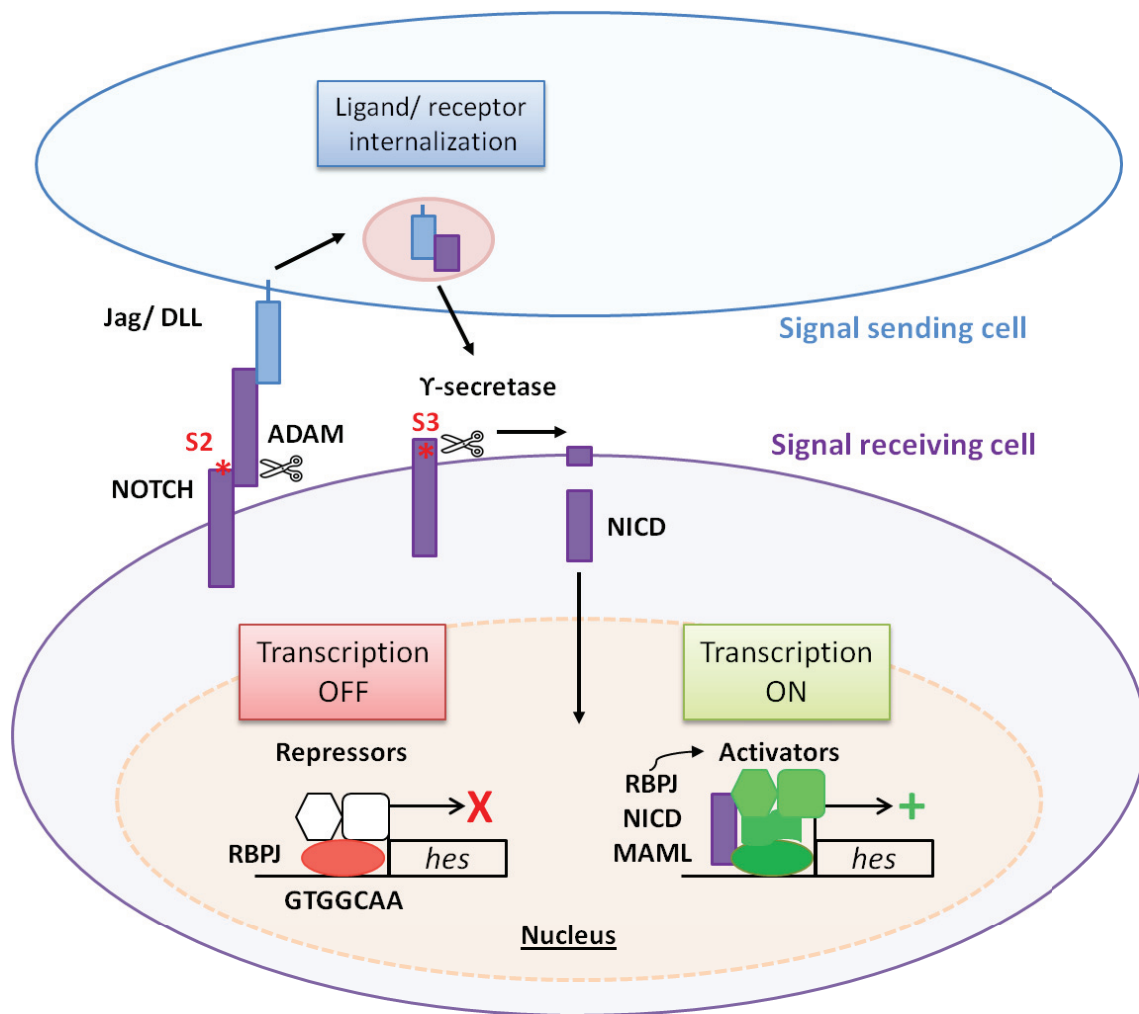 Ligand/ receptor
internalization
Jag/ DLL
Signal sending cell
ϒ-secretase
S3
S2
ADAM
Signal receiving cell
NOTCH
NICD
Transcription
OFF
Transcription
ON
Repressors
Activators
RBPJ
NICD
MAML
X
+
RBPJ
hes
hes
GTGGCAA
Nucleus